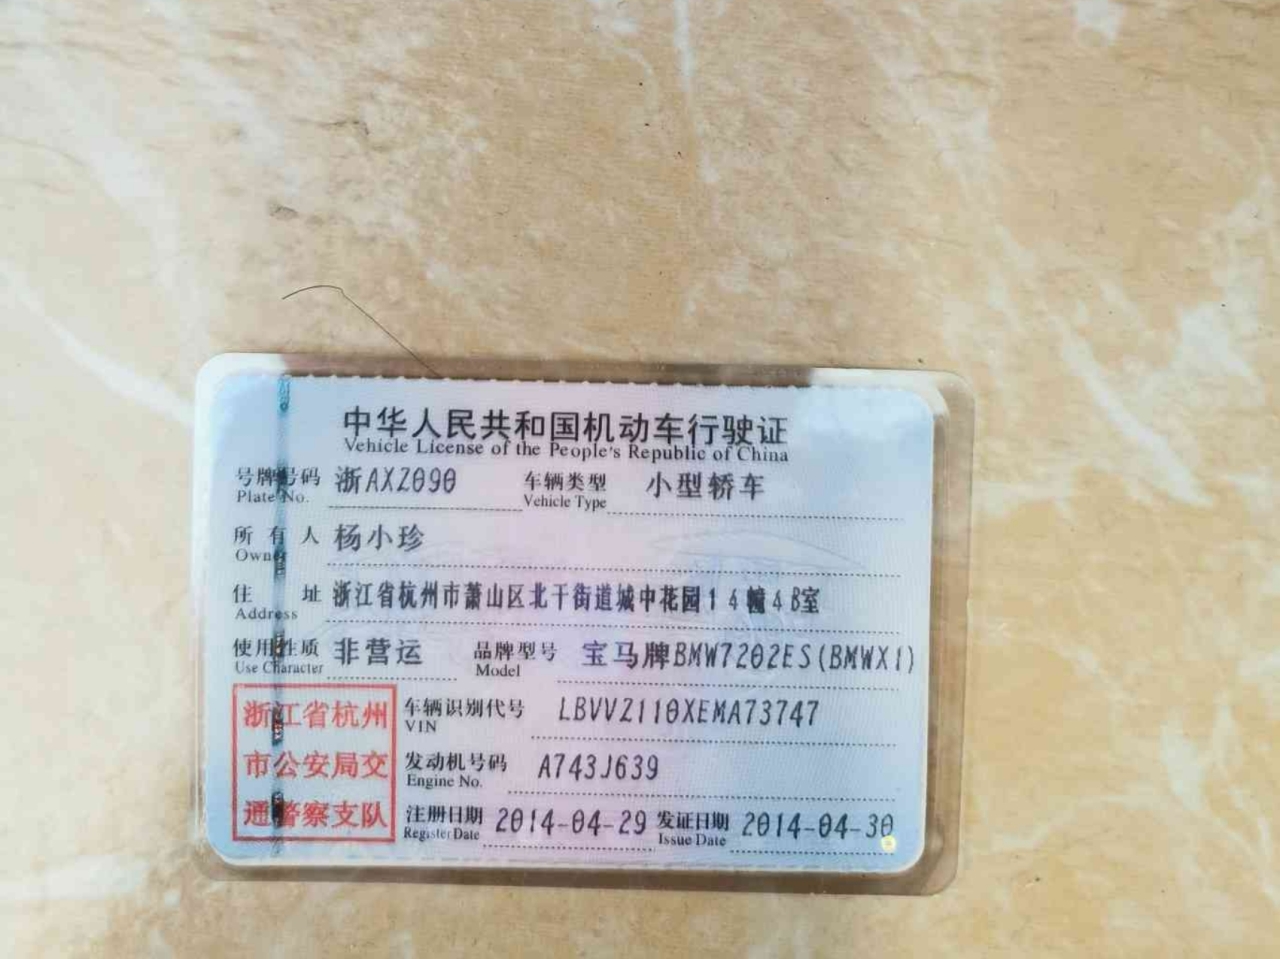 中华人民共和国机动车行驶证
Vehicle License of the People's Republic of China
号牌号码 浙AXZ090 车辆类型 小型轿车
Plate No. Vehicle Type
所有人 杨小珍
Owner
住址 浙江省杭州市萧山区北干街道城中花园14幢4B室
Address
使用性质 非营运 品牌型号 宝马牌BMW7202ES(BMWX1)
Use Character Model
浙江省杭州
市公安局交
通警察支队
车辆识别代号 LBVVZ110XEMA73747
VIN
发动机号码 A743J639
Engine No.
注册日期 2014-04-29 发证日期 2014-04-30
Register Date Issue Date